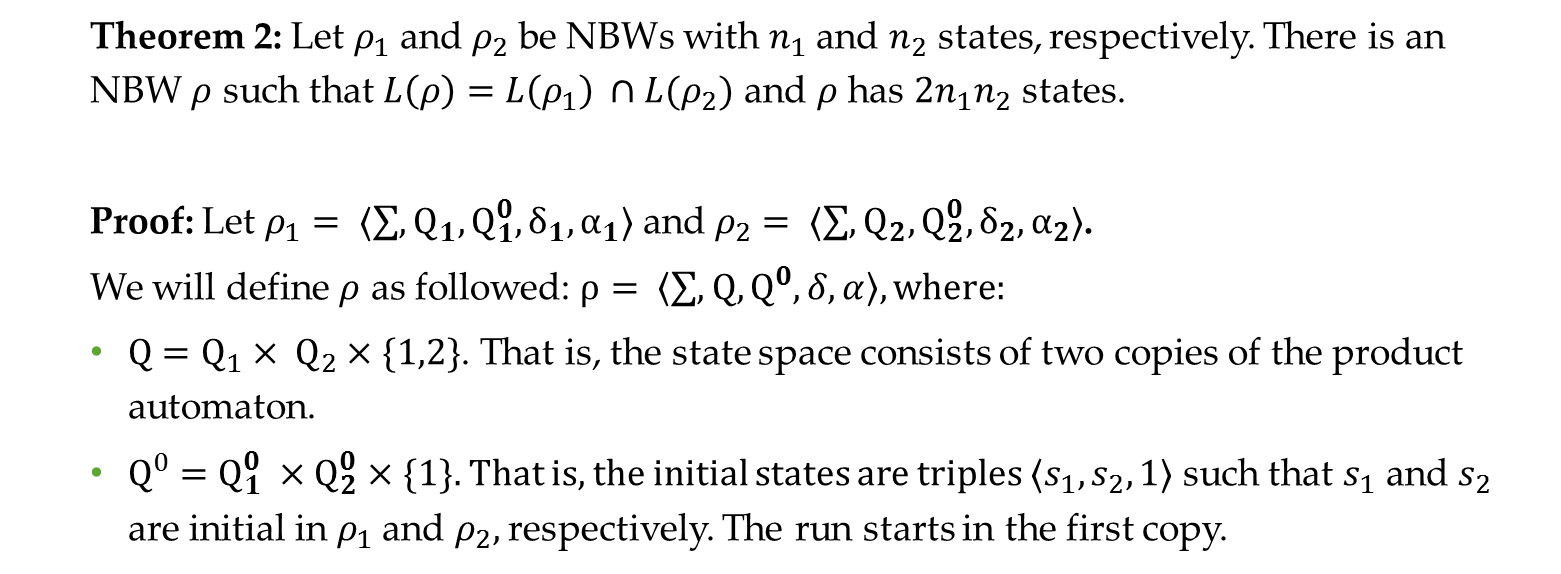 Theorem 2: Let ρ₁ and ρ₂ be NBWs with n₁ and n₂ states, respectively. There is an
NBW ρ such that L(ρ) = L(ρ₁) ∩ L(ρ₂) and ρ has 2n₁n₂ states.
Proof: Let ρ₁ = ⟨∑, Q₁, Q₁⁰, δ₁, α₁⟩ and ρ₂ = ⟨∑, Q₂, Q₂⁰, δ₂, α₂⟩.
We will define ρ as followed: ρ = ⟨∑, Q, Q⁰, δ, α⟩, where:
• Q = Q₁ × Q₂ × {1,2}. That is, the state space consists of two copies of the product
automaton.
• Q⁰ = Q₁⁰ × Q₂⁰ × {1}. That is, the initial states are triples ⟨s₁, s₂, 1⟩ such that s₁ and s₂
are initial in ρ₁ and ρ₂, respectively. The run starts in the first copy.